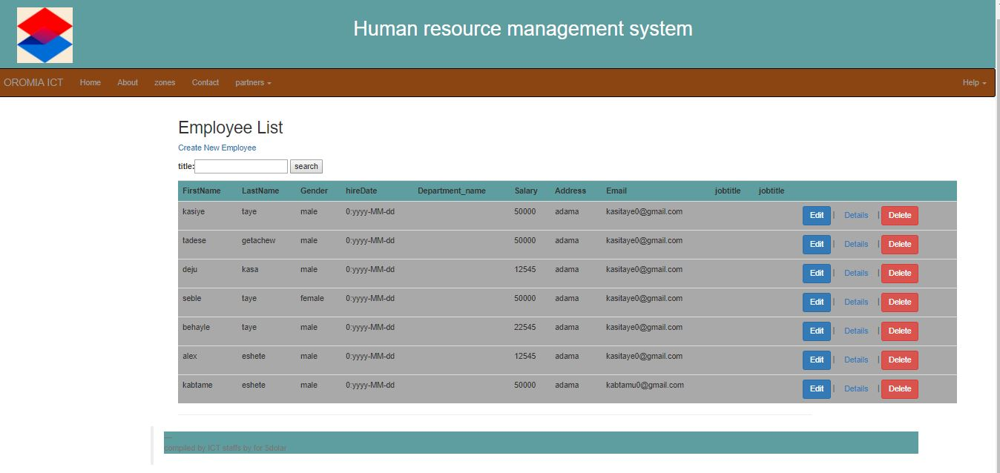 Human resource management system
OROMIA ICT Home About zones Contact partners Help
Employee List
Create New Employee
title: search
FirstName LastName Gender hireDate Department_name Salary Address Email jobtitle jobtitle
kasiye taye male 0:yyyy-MM-dd 50000 adama kasitaye0@gmail.com Edit | Details | Delete
tadese getachew male 0:yyyy-MM-dd 50000 adama kasitaye0@gmail.com Edit | Details | Delete
deju kasa male 0:yyyy-MM-dd 12545 adama kasitaye0@gmail.com Edit | Details | Delete
seble taye female 0:yyyy-MM-dd 50000 adama kasitaye0@gmail.com Edit | Details | Delete
behayle taye male 0:yyyy-MM-dd 22545 adama kasitaye0@gmail.com Edit | Details | Delete
alex eshete male 0:yyyy-MM-dd 12545 adama kasitaye0@gmail.com Edit | Details | Delete
kabtame eshete male 0:yyyy-MM-dd 50000 adama kabtamu0@gmail.com Edit | Details | Delete
—
compiled by ICT staffs by for Sdolar